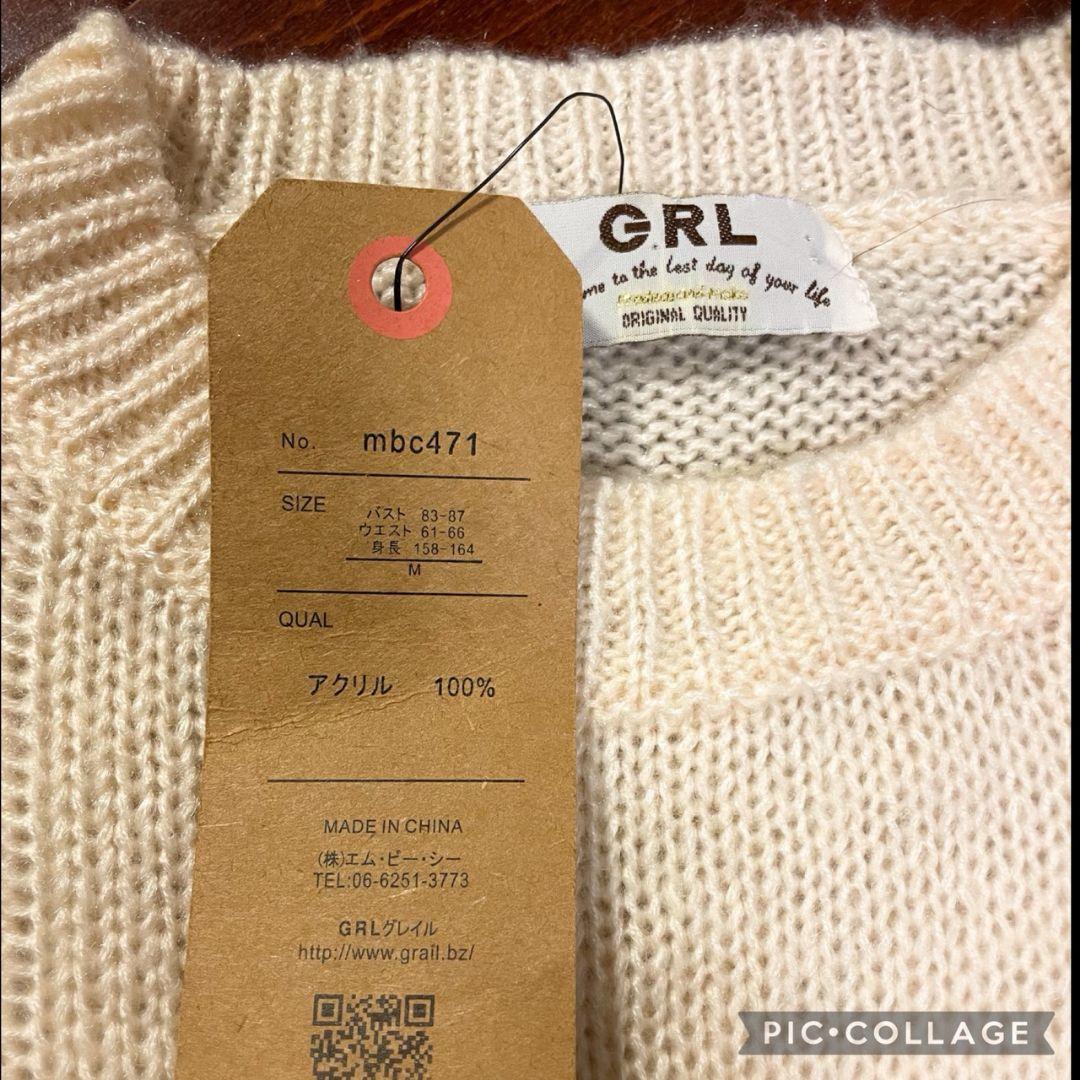 GRL
me to the last day of your life
ORIGINAL QUALITY
No. mbc471
SIZE
バスト 83-87
ウエスト 61-66
身長 158-164
M
QUAL
アクリル 100%
MADE IN CHINA
(株)エム・ビー・シー
TEL:06-6251-3773
GRLグレイル
http://www.grail.bz/
PIC•COLLAGE